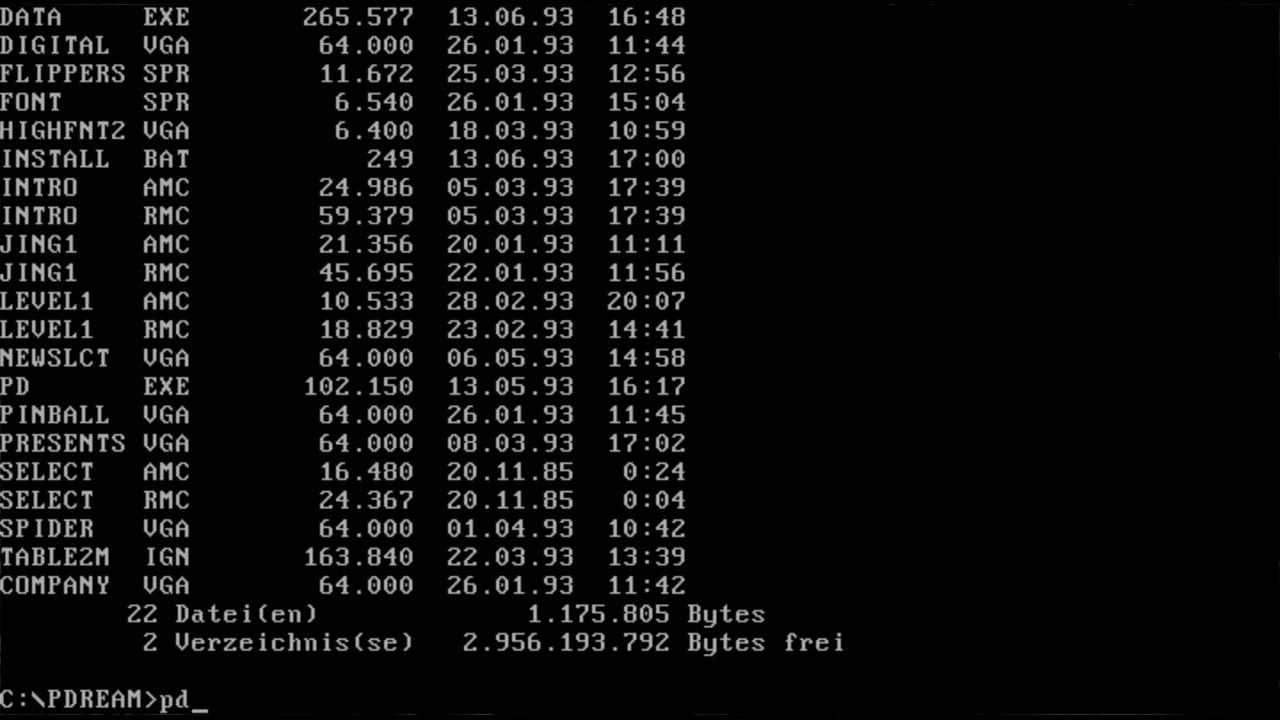 DATA EXE 265.577 13.06.93 16:48
DIGITAL VGA 64.000 26.01.93 11:44
FLIPPERS SPR 11.672 25.03.93 12:56
FONT SPR 6.540 26.01.93 15:04
HIGHFNT2 VGA 6.400 18.03.93 10:59
INSTALL BAT 249 13.06.93 17:00
INTRO AMC 24.986 05.03.93 17:39
INTRO RMC 59.379 05.03.93 17:39
JING1 AMC 21.356 20.01.93 11:11
JING1 RMC 45.695 22.01.93 11:56
LEVEL1 AMC 10.533 28.02.93 20:07
LEVEL1 RMC 18.829 23.02.93 14:41
NEWSLCT VGA 64.000 06.05.93 14:58
PD EXE 102.150 13.05.93 16:17
PINBALL VGA 64.000 26.01.93 11:45
PRESENTS VGA 64.000 08.03.93 17:02
SELECT AMC 16.480 20.11.85 0:24
SELECT RMC 24.367 20.11.85 0:04
SPIDER VGA 64.000 01.04.93 10:42
TABLE2M IGN 163.840 22.03.93 13:39
COMPANY VGA 64.000 26.01.93 11:42
22 Datei(en) 1.175.805 Bytes
2 Verzeichnis(se) 2.956.193.792 Bytes frei
C:\PDREAM>pd_